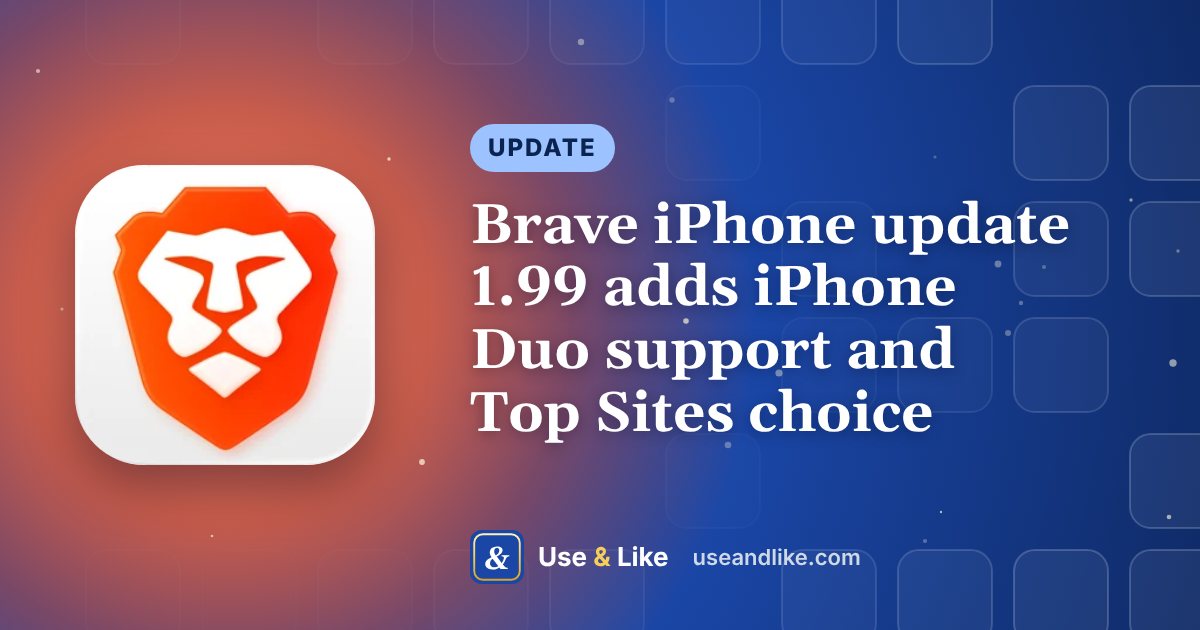 UPDATE
Brave iPhone update
1.99 adds iPhone
Duo support and
Top Sites choice
& Use & Like useandlike.com